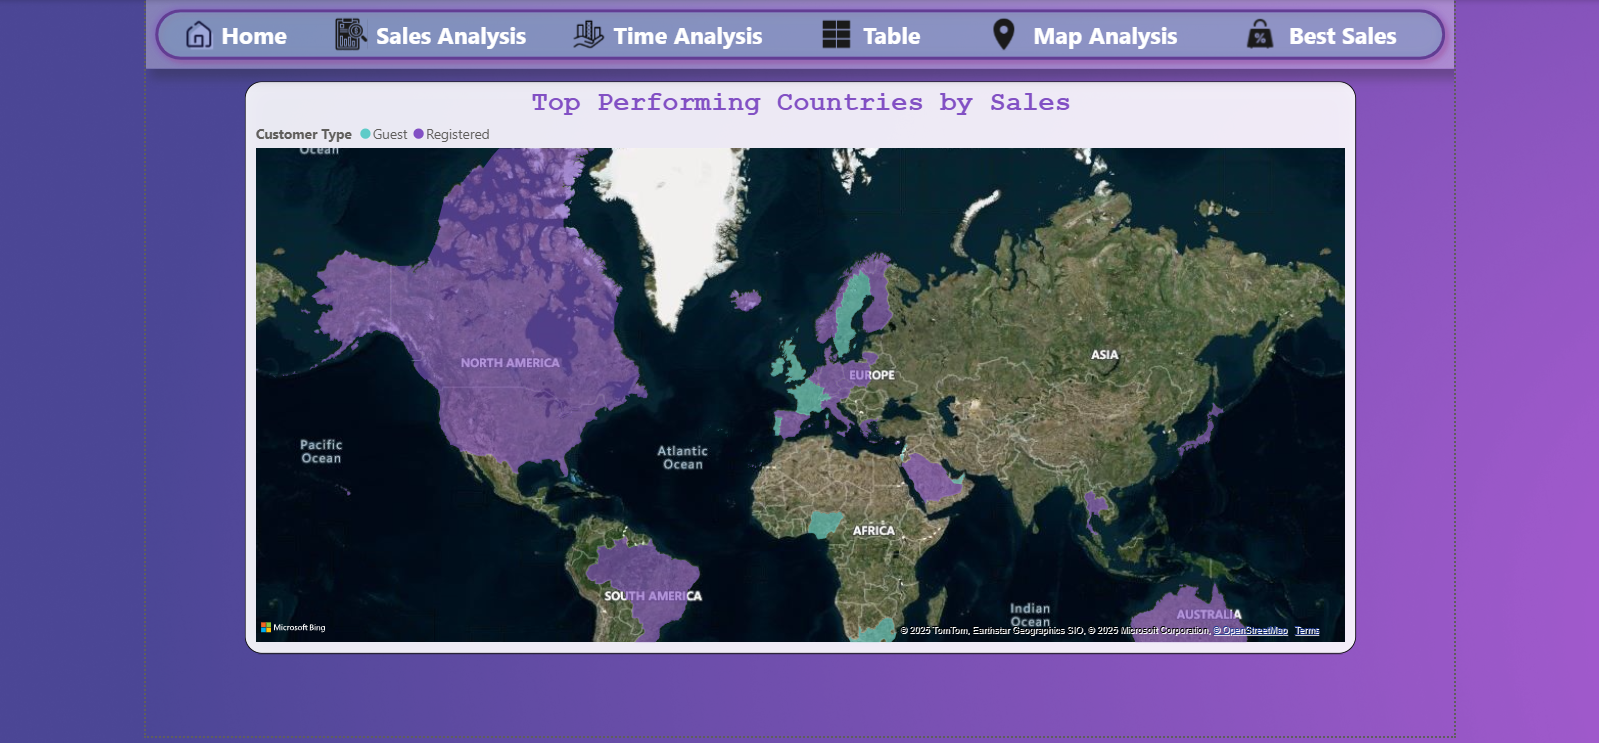 Home
Sales Analysis
Time Analysis
Table
Map Analysis
Best Sales
Top Performing Countries by Sales
Customer Type
Guest
Registered
Ocean
NORTH AMERICA
EUROPE
ASIA
Pacific
Ocean
Atlantic
Ocean
AFRICA
SOUTH AMERICA
Indian
Ocean
AUSTRALIA
Microsoft Bing
© 2025 TomTom, Earthstar Geographics SIO, © 2025 Microsoft Corporation, © OpenStreetMap Terms